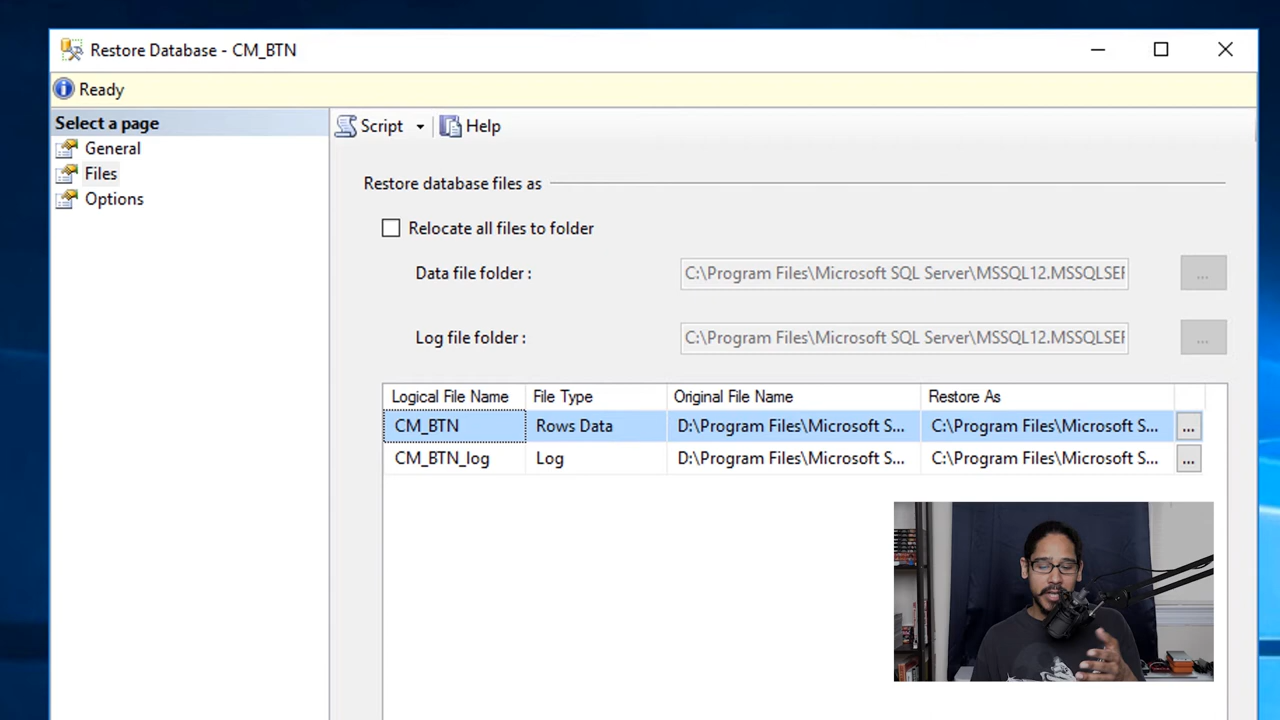 Restore Database - CM_BTN
Ready
Select a page
General
Files
Options
Script
Help
Restore database files as
Relocate all files to folder
Data file folder :
C:\Program Files\Microsoft SQL Server\MSSQL12.MSSQLSER
...
Log file folder :
C:\Program Files\Microsoft SQL Server\MSSQL12.MSSQLSER
...
Logical File Name File Type Original File Name Restore As
CM_BTN Rows Data D:\Program Files\Microsoft S... C:\Program Files\Microsoft S... ...
CM_BTN_log Log D:\Program Files\Microsoft S... C:\Program Files\Microsoft S... ...